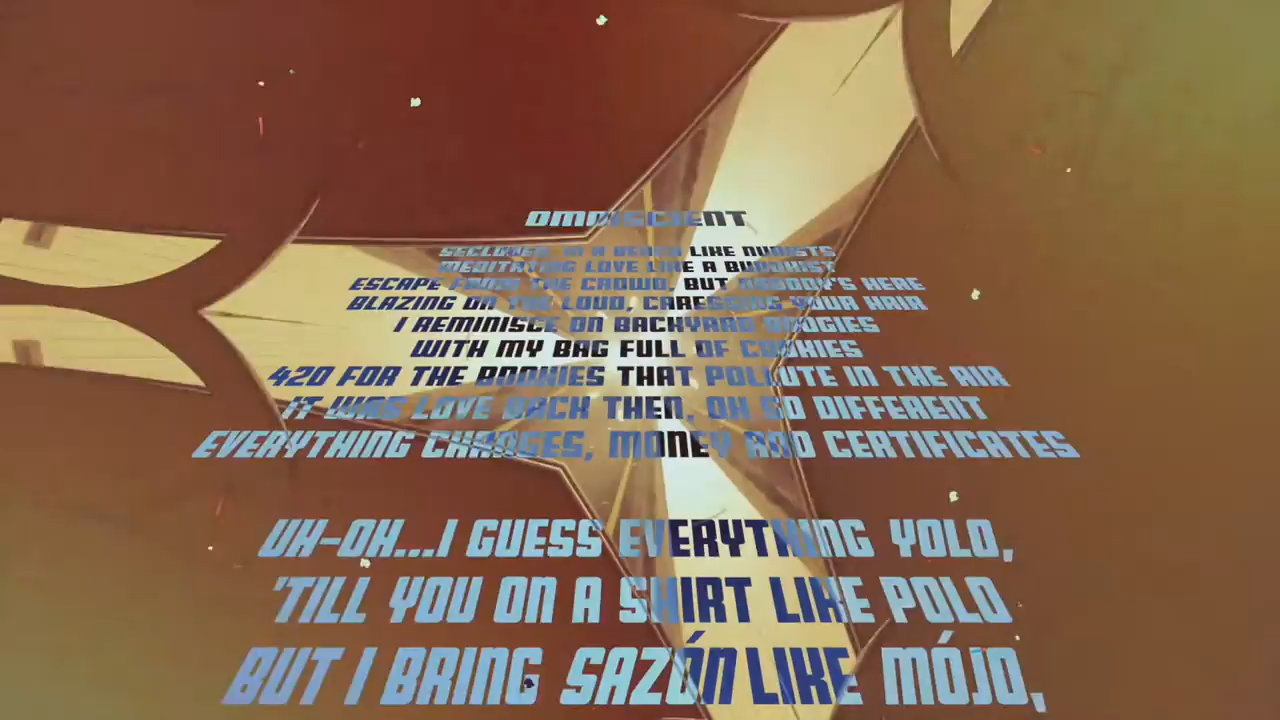 OMNISCIENT
SECLUDED IN A BEACH LIKE NUDISTS
MEDITATING LOVE LIKE A BUDDHIST
ESCAPE FROM THE CROWD, BUT NOBODY'S HERE
BLAZING ON THE LOUD, CARESSING YOUR HAIR
I REMINISCE ON BACKYARD BOOGIES
WITH MY BAG FULL OF COOKIES
420 FOR THE ROOKIES THAT POLLUTE IN THE AIR
IT WAS LOVE BACK THEN, OH SO DIFFERENT
EVERYTHING CHANGES, MONEY AND CERTIFICATES
UH-OH...I GUESS EVERYTHING YOLO,
'TILL YOU ON A SHIRT LIKE POLO
BUT I BRING SAZÓN LIKE MÓJO,